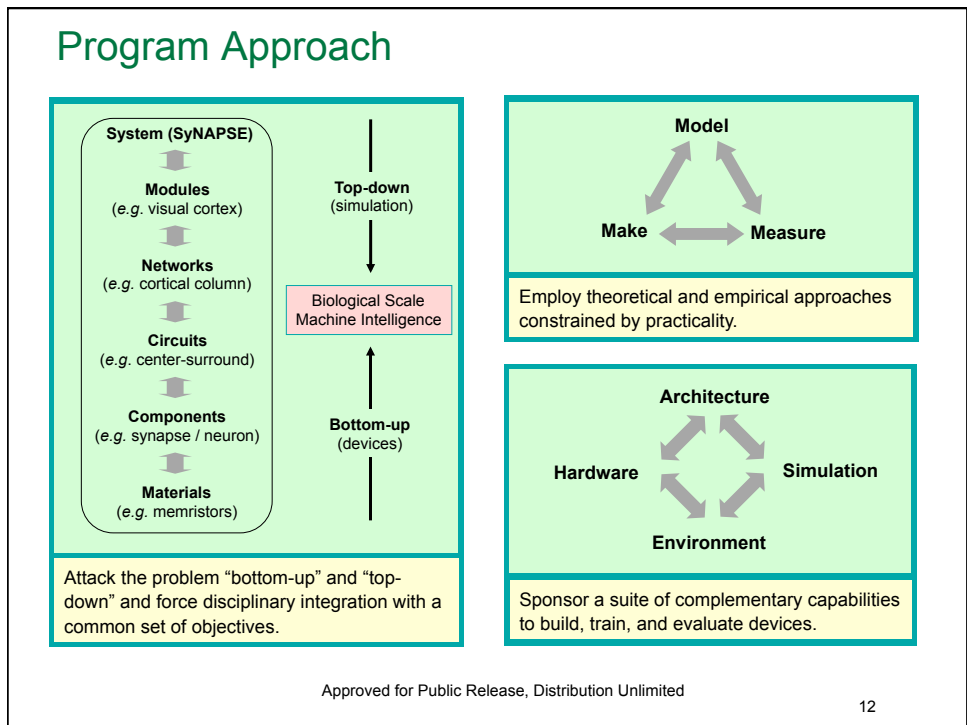 Program Approach
System (SyNAPSE)
Modules
(e.g. visual cortex)
Networks
(e.g. cortical column)
Circuits
(e.g. center-surround)
Components
(e.g. synapse / neuron)
Materials
(e.g. memristors)
Top-down
(simulation)
Biological Scale
Machine Intelligence
Bottom-up
(devices)
Attack the problem “bottom-up” and “top-
down” and force disciplinary integration with a
common set of objectives.
Model
Make
Measure
Employ theoretical and empirical approaches
constrained by practicality.
Architecture
Hardware
Simulation
Environment
Sponsor a suite of complementary capabilities
to build, train, and evaluate devices.
Approved for Public Release, Distribution Unlimited
12